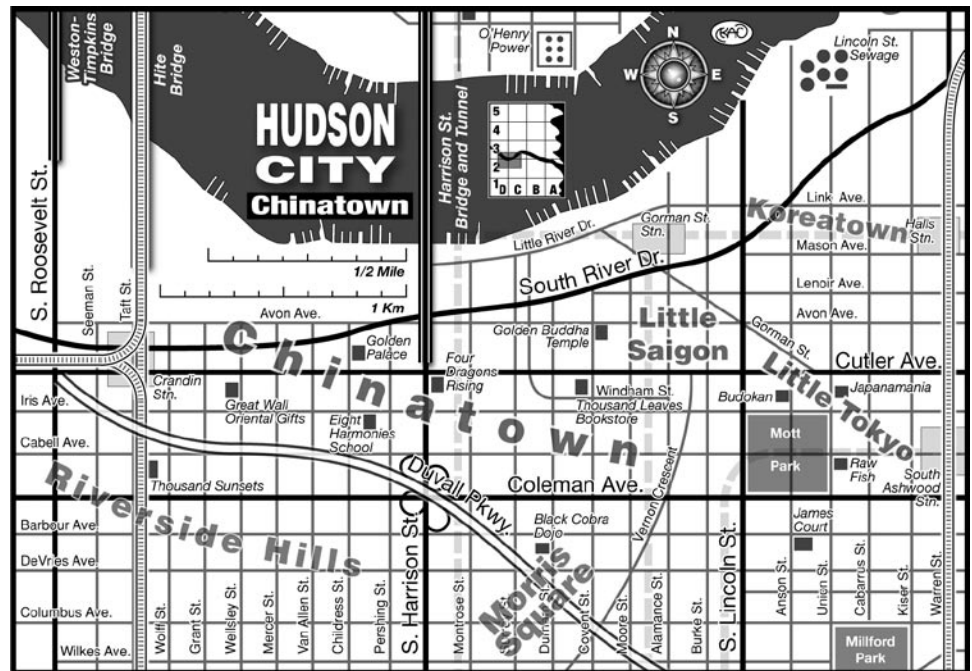 Weston-
Timpkins
Bridge
Hite
Bridge
HUDSON
CITY
Chinatown
Harrison St.
Bridge and Tunnel
O'Henry
Power
5
4
3
2
1
D C B A
N
W E
S
KAO
Lincoln St.
Sewage
S. Roosevelt St.
Seeman St.
Taft St.
1/2 Mile
1 Km
Little River Dr.
South River Dr.
Gorman St.
Stn.
Koreatown
Link Ave.
Halls
Stn.
Mason Ave.
Lenoir Ave.
Avon Ave.
Avon Ave.
Gorman St.
Cutler Ave.
Chinatown
Golden
Palace
Golden Buddha
Temple
Little
Saigon
Little Tokyo
Crandin
Stn.
Iris Ave.
Great Wall
Oriental Gifts
Four
Dragons
Rising
Eight
Harmonies
School
Windham St.
Thousand Leaves
Bookstore
Budokan
Japanamania
Cabell Ave.
Mott
Park
Raw
Fish
South
Ashwood
Stn.
Thousand Sunsets
Riverside Hills
Duvall Pkwy.
Coleman Ave.
Vernon Crescent
Barbour Ave.
Black Cobra
Dojo
James
Court
DeVries Ave.
Morris
Square
Columbus Ave.
Wilkes Ave.
Wolff St.
Grant St.
Wellsley St.
Mercer St.
Van Allen St.
Childress St.
Pershing St.
S. Harrison St.
Montrose St.
Covent St.
Moore St.
Alamance St.
Burke St.
S. Lincoln St.
Anson St.
Union St.
Cabarrus St.
Kiser St.
Warren St.
Millford
Park